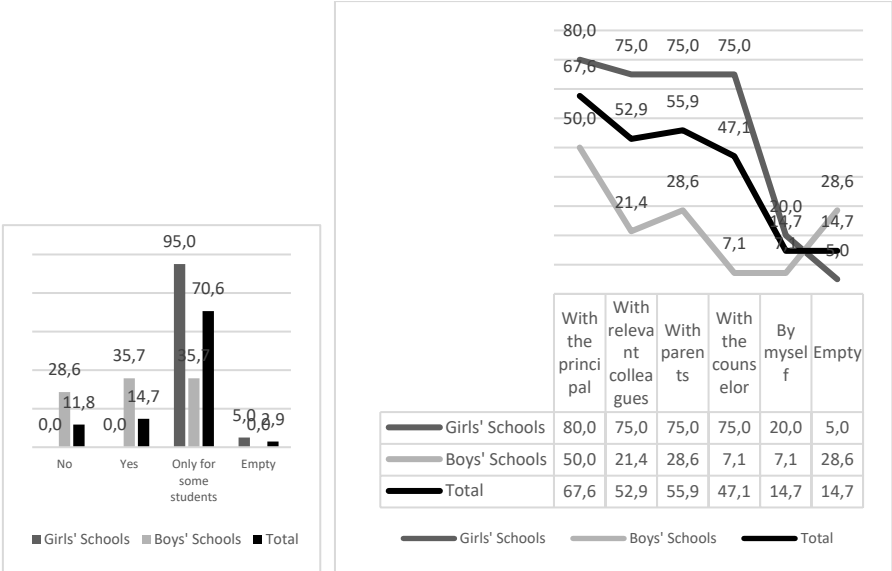 95,0
70,6
28,6
35,7
35,7
11,8
14,7
0,0
0,0
5,0
0,0
2,9
No
Yes
Only for
some
students
Empty
Girls' Schools Boys' Schools Total
80,0
75,0 75,0 75,0
67,6
52,9 55,9
50,0
47,1
21,4
28,6
28,6
7,1
20,0
14,7 14,7
7,1
5,0
With
the
princi
pal
With
releva
nt
collea
gues
With
paren
ts
With
the
couns
elor
By
mysel
f
Empty
Girls' Schools 80,0 75,0 75,0 75,0 20,0 5,0
Boys' Schools 50,0 21,4 28,6 7,1 7,1 28,6
Total 67,6 52,9 55,9 47,1 14,7 14,7
Girls' Schools Boys' Schools Total